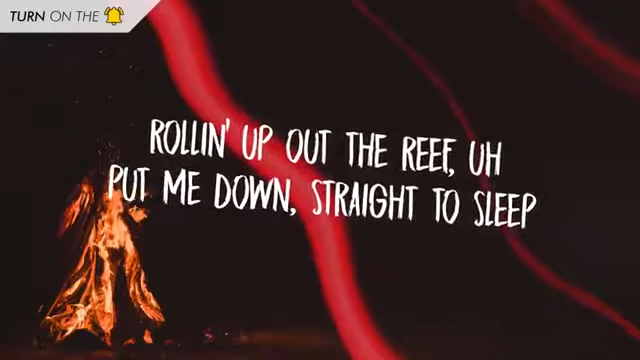 TURN ON THE
ROLLIN' UP OUT THE REEF, UH
PUT ME DOWN, STRAIGHT TO SLEEP